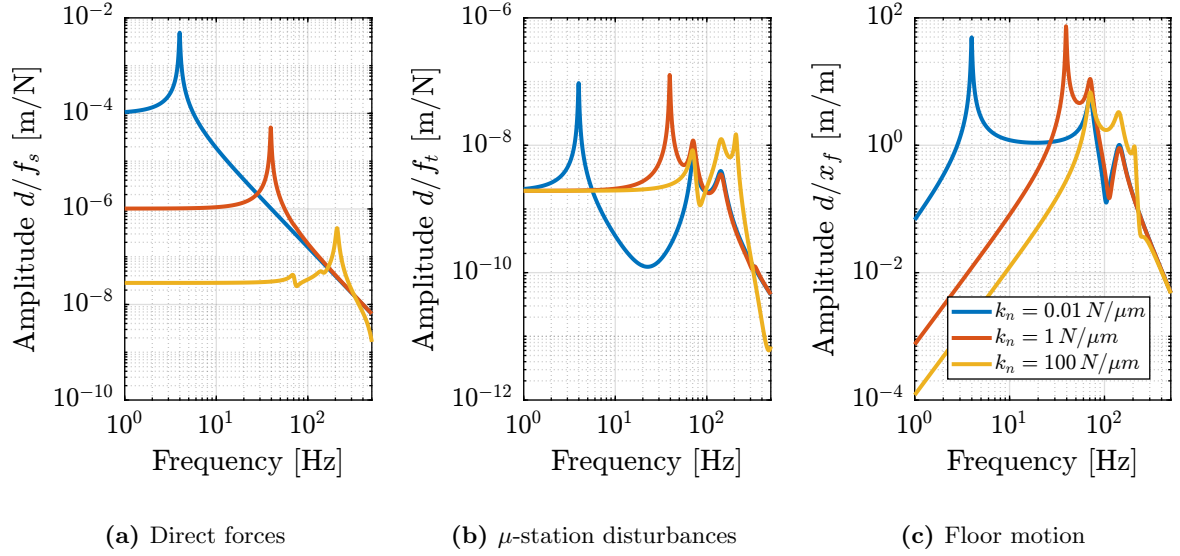 Amplitude d/f_s [m/N]
10^{-2}
10^{-4}
10^{-6}
10^{-8}
10^{-10}
10^0
10^1
10^2
Frequency [Hz]
(a) Direct forces
Amplitude d/f_t [m/N]
10^{-6}
10^{-8}
10^{-10}
10^{-12}
10^0
10^1
10^2
Frequency [Hz]
(b) μ-station disturbances
Amplitude d/x_f [m/m]
10^2
10^0
10^{-2}
10^{-4}
k_n = 0.01 N/μm
k_n = 1 N/μm
k_n = 100 N/μm
10^0
10^1
10^2
Frequency [Hz]
(c) Floor motion